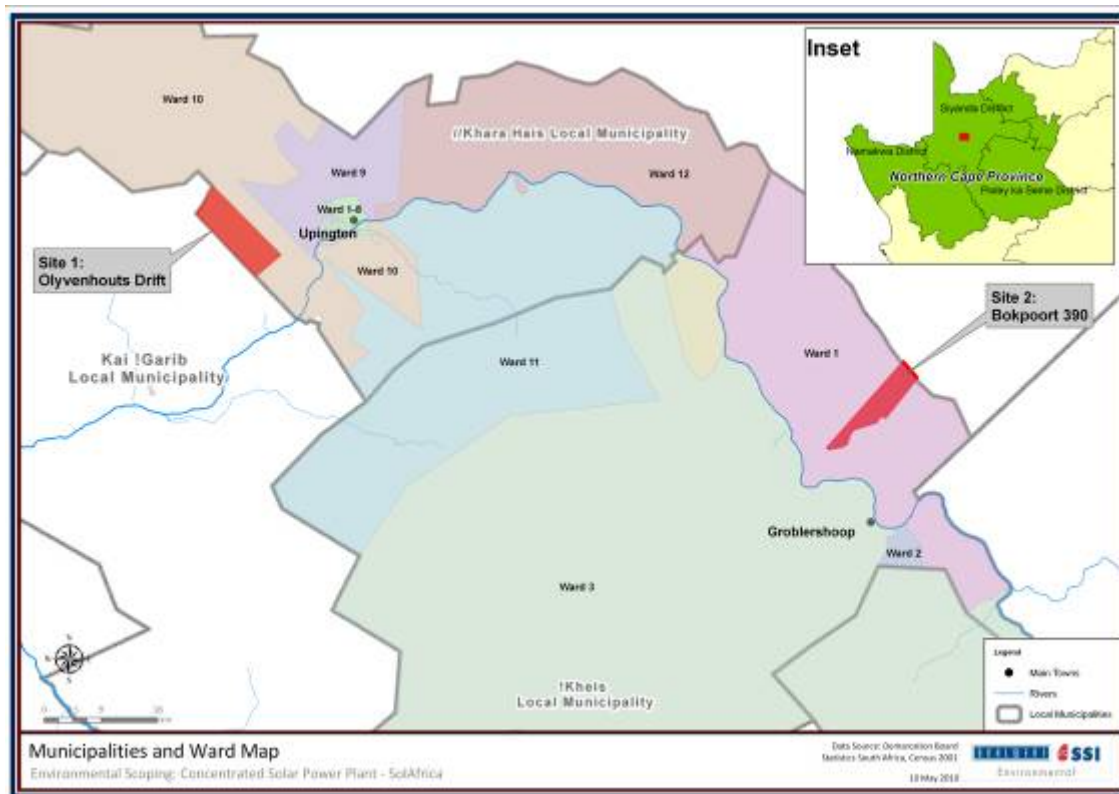 Inset
Siyanda District
Namakwa District
Northern Cape Province
Pixley ka Seme District
Ward 10
//Khara Hais Local Municipality
Ward 9
Ward 12
Ward 1-8
Upington
Site 1:
Olyvenhouts Drift
Ward 10
Site 2:
Bokpoort 390
Kai !Garib
Local Municipality
Ward 11
Ward 1
Groblershoop
Ward 2
Ward 3
!Kheis
Local Municipality
Legend
Main Towns
Rivers
Local Municipalities
Municipalities and Ward Map
Environmental Scoping: Concentrated Solar Power Plant - SolAfrica
Data Source: Demarcation Board
Statistics South Africa, Census 2001
10 May 2010
SSI
Environmental